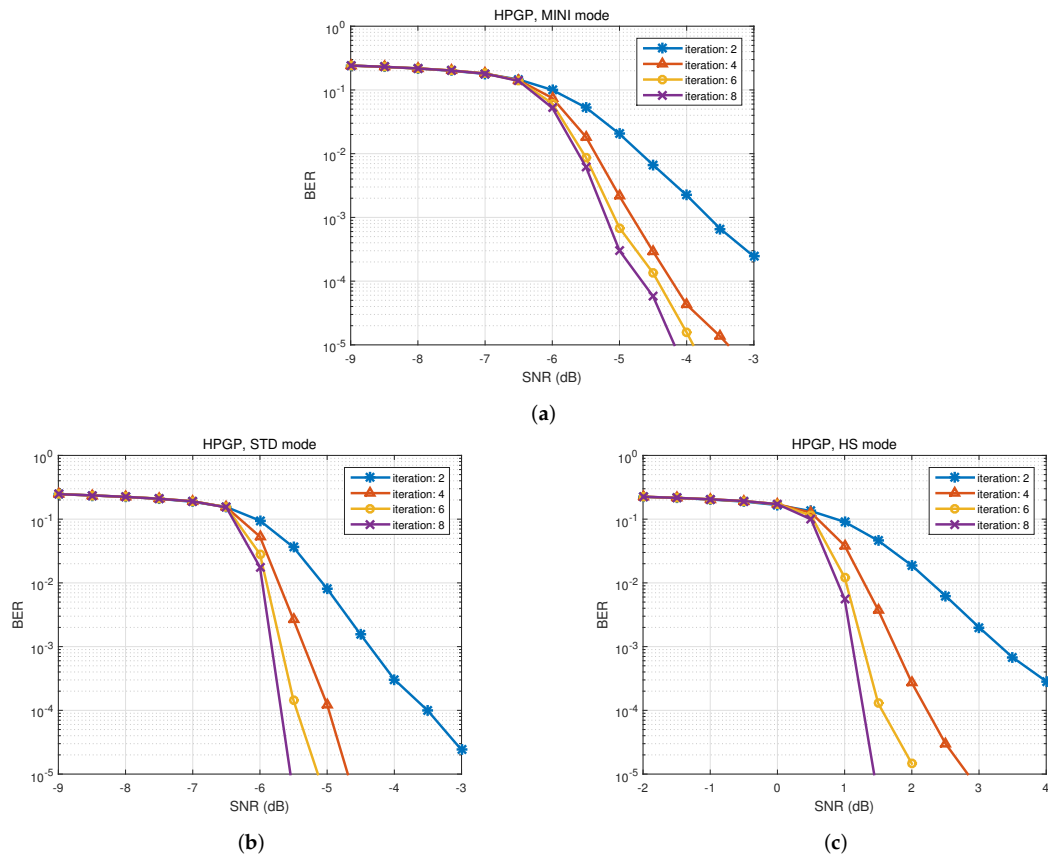 HPGP, MINI mode
10^0
10^-1
10^-2
10^-3
10^-4
10^-5
BER
iteration: 2
iteration: 4
iteration: 6
iteration: 8
-9 -8 -7 -6 -5 -4 -3
SNR (dB)
(a)
HPGP, STD mode
10^0
10^-1
10^-2
10^-3
10^-4
10^-5
BER
iteration: 2
iteration: 4
iteration: 6
iteration: 8
-9 -8 -7 -6 -5 -4 -3
SNR (dB)
(b)
HPGP, HS mode
10^0
10^-1
10^-2
10^-3
10^-4
10^-5
BER
iteration: 2
iteration: 4
iteration: 6
iteration: 8
-2 -1 0 1 2 3 4
SNR (dB)
(c)